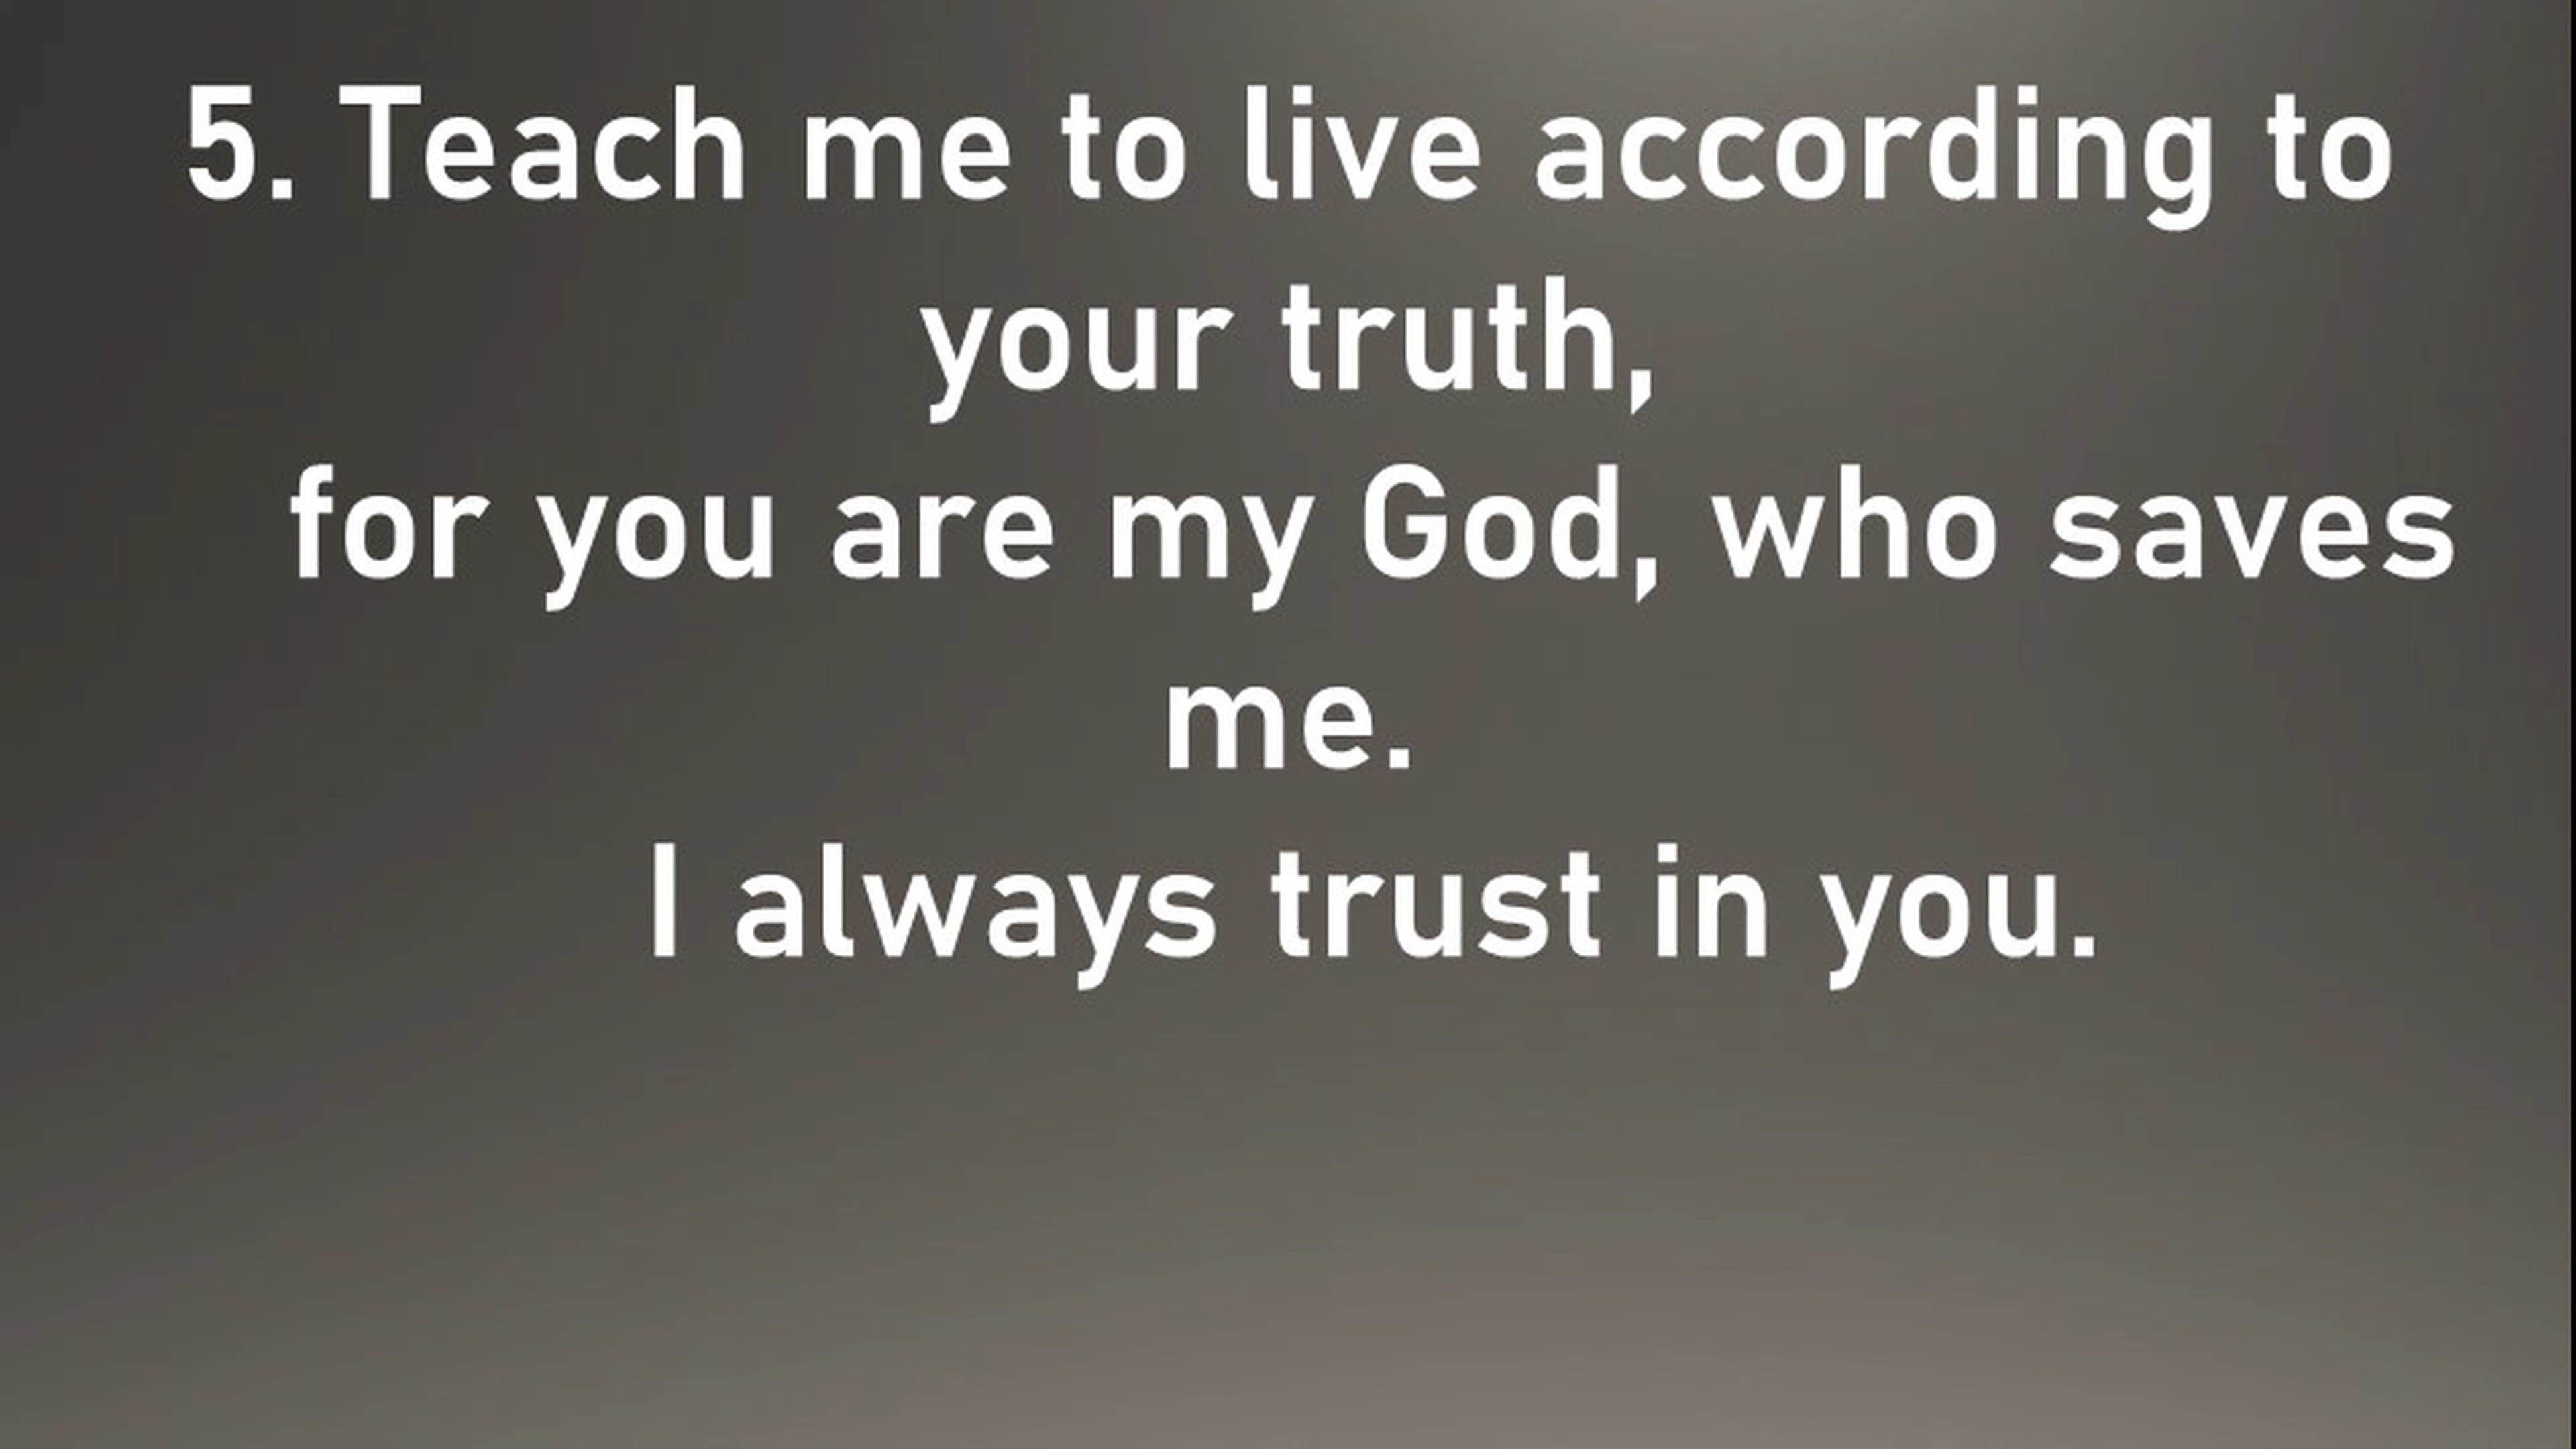 5. Teach me to live according to
your truth,
for you are my God, who saves
me.
I always trust in you.